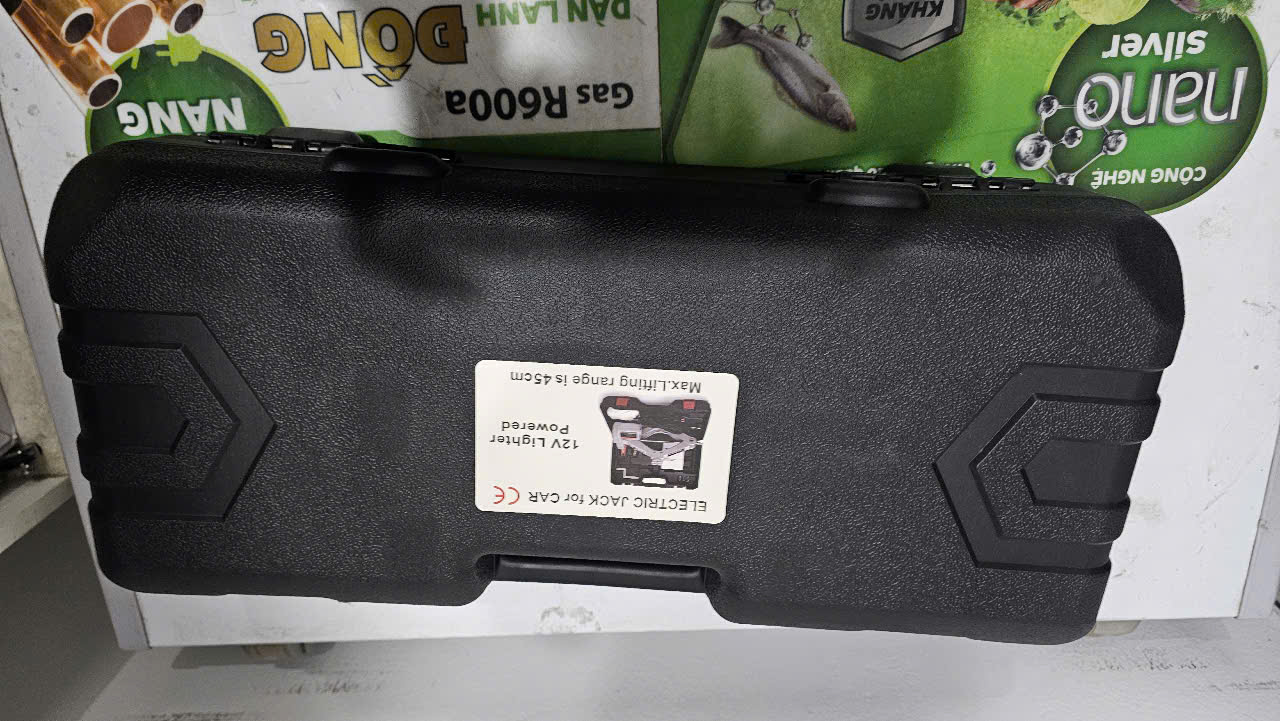 ELECTRIC JACK for CAR CE
12V Lighter
Powered
Max.Lifting range is 45cm
CÔNG NGHỆ
nano
silver
KHÁNG
Gas R600a
DÀN LẠNH
ĐỒNG
NĂNG